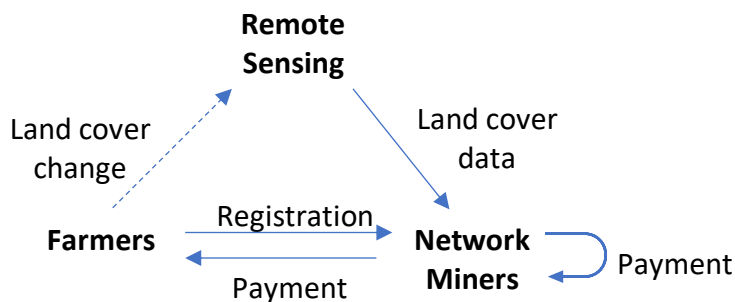 Remote
Sensing
Land cover
change
Land cover
data
Registration
Farmers
Network
Miners
Payment
Payment